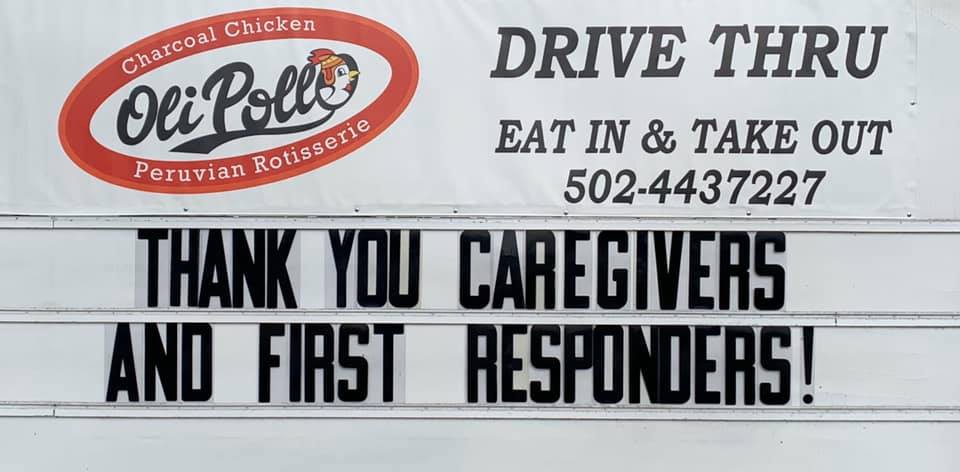 Charcoal Chicken
Oli Pollo
Peruvian Rotisserie
DRIVE THRU
EAT IN & TAKE OUT
502-4437227
THANK YOU CAREGIVERS
AND FIRST RESPONDERS!